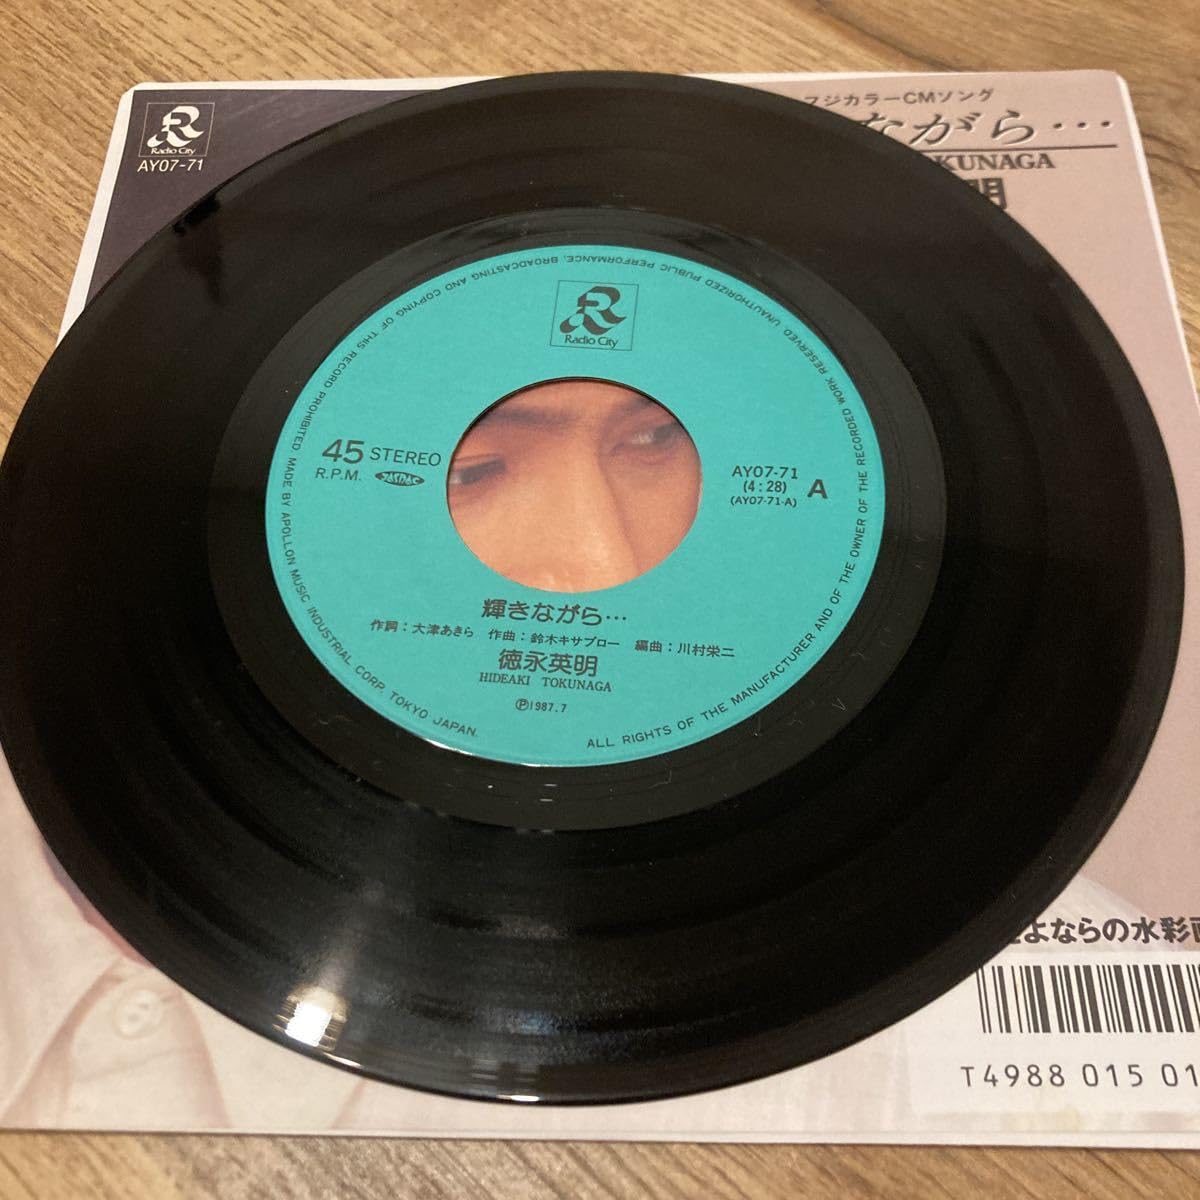 Radio City
AY07-71
フジカラーCMソング
ながら…
KUNAGA
明
UNAUTHORIZED PUBLIC PERFORMANCE, BROADCASTING AND COPYING OF THIS RECORD PROHIBITED MADE BY APOLLON MUSIC INDUSTRIAL CORP. TOKYO JAPAN.
ALL RIGHTS OF THE MANUFACTURER AND OF THE OWNER OF THE RECORDED WORK RESERVED.
Radio City
45 STEREO
R.P.M. JASRAC
AY07-71
(4:28) A
(AY07-71-A)
輝きながら…
作詞:大津あきら 作曲:鈴木キサブロー 編曲:川村栄二
徳永英明
HIDEAKI TOKUNAGA
Ⓟ1987.7
よならの水彩画
T4988 015 01